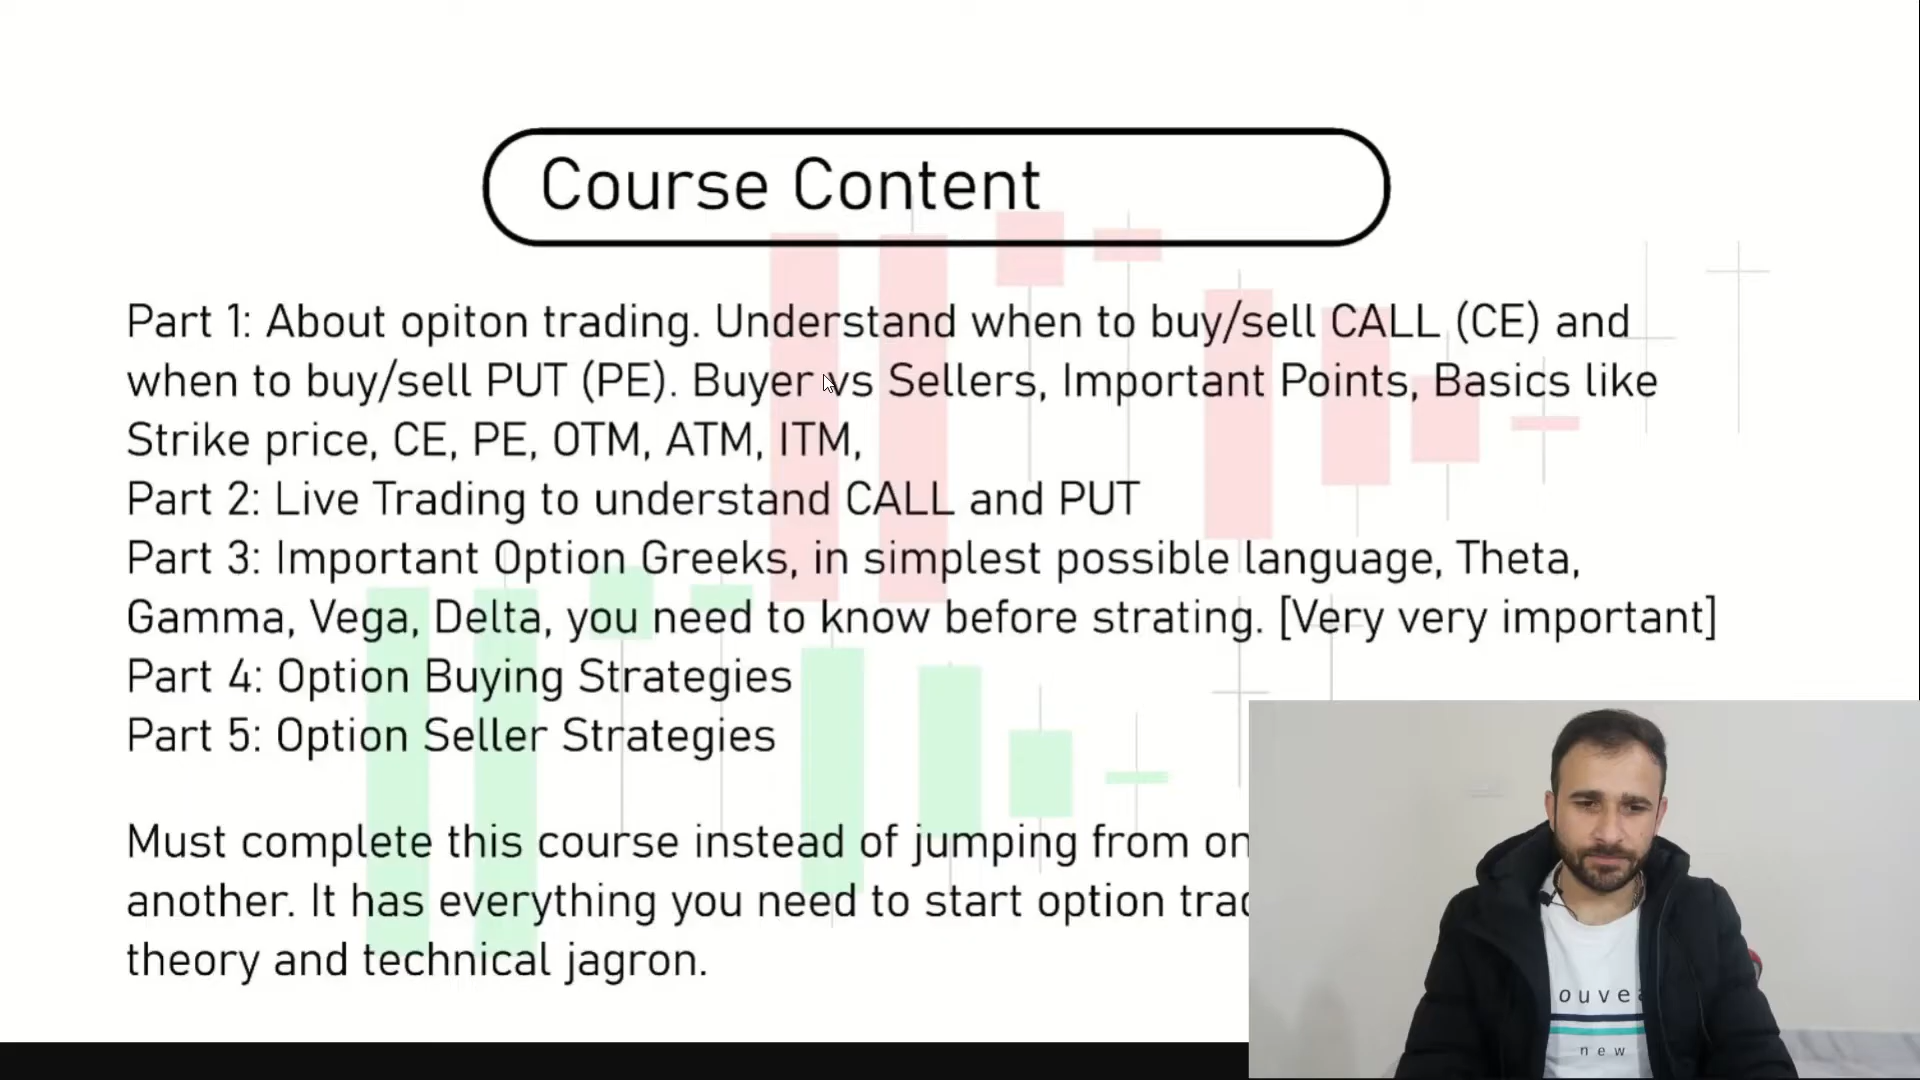 Course Content
Part 1: About opiton trading. Understand when to buy/sell CALL (CE) and
when to buy/sell PUT (PE). Buyer vs Sellers, Important Points, Basics like
Strike price, CE, PE, OTM, ATM, ITM,
Part 2: Live Trading to understand CALL and PUT
Part 3: Important Option Greeks, in simplest possible language, Theta,
Gamma, Vega, Delta, you need to know before strating. [Very very important]
Part 4: Option Buying Strategies
Part 5: Option Seller Strategies
Must complete this course instead of jumping from
another. It has everything you need to start option
theory and technical jagron.
new